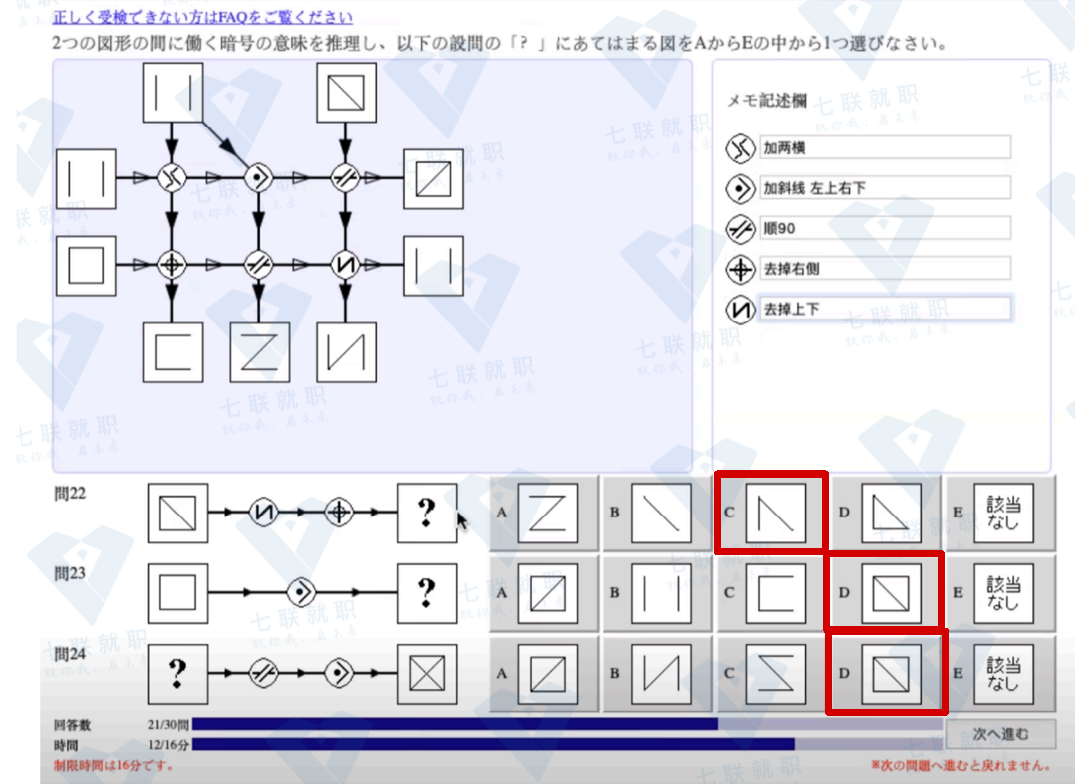 正しく受検できない方はFAQをご覧ください
2つの図形の間に働く暗号の意味を推理し、以下の設問の「? 」にあてはまる図をAからEの中から1つ選びなさい。
メモ記述欄
加两横
加斜线 左上右下
顺90
去掉右侧
去掉上下
問22
?
A
B
C
D
E 該当なし
問23
?
A
B
C
D
E 該当なし
問24
?
A
B
C
D
E 該当なし
回答数 21/30問
時間 12/16分
次へ進む
制限時間は16分です。
※次の問題へ進むと戻れません。
七联就职